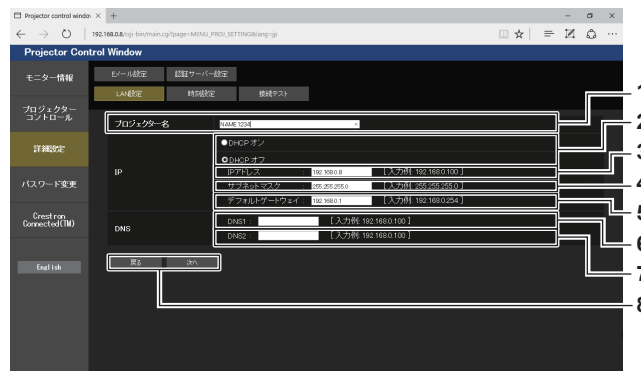 Projector control window
192.168.0.8/cgi-bin/main.cgi?page=MENU_PROJ_SETTING&lang=jp
Projector Control Window
モニター情報
プロジェクター
コントロール
詳細設定
パスワード変更
Crestron
Connected(TM)
English
Eメール設定 認証サーバー設定
LAN設定 時刻設定 接続テスト
プロジェクター名 NAME1234
IP
DHCP オン
DHCP オフ
IPアドレス : 192.168.0.8 [入力例: 192.168.0.100 ]
サブネットマスク : 255.255.255.0 [入力例: 255.255.255.0 ]
デフォルトゲートウェイ : 192.168.0.1 [入力例: 192.168.0.254 ]
DNS
DNS1 : [入力例: 192.168.0.100 ]
DNS2 : [入力例: 192.168.0.100 ]
戻る 次へ
1
2
3
4
5
6
7
8